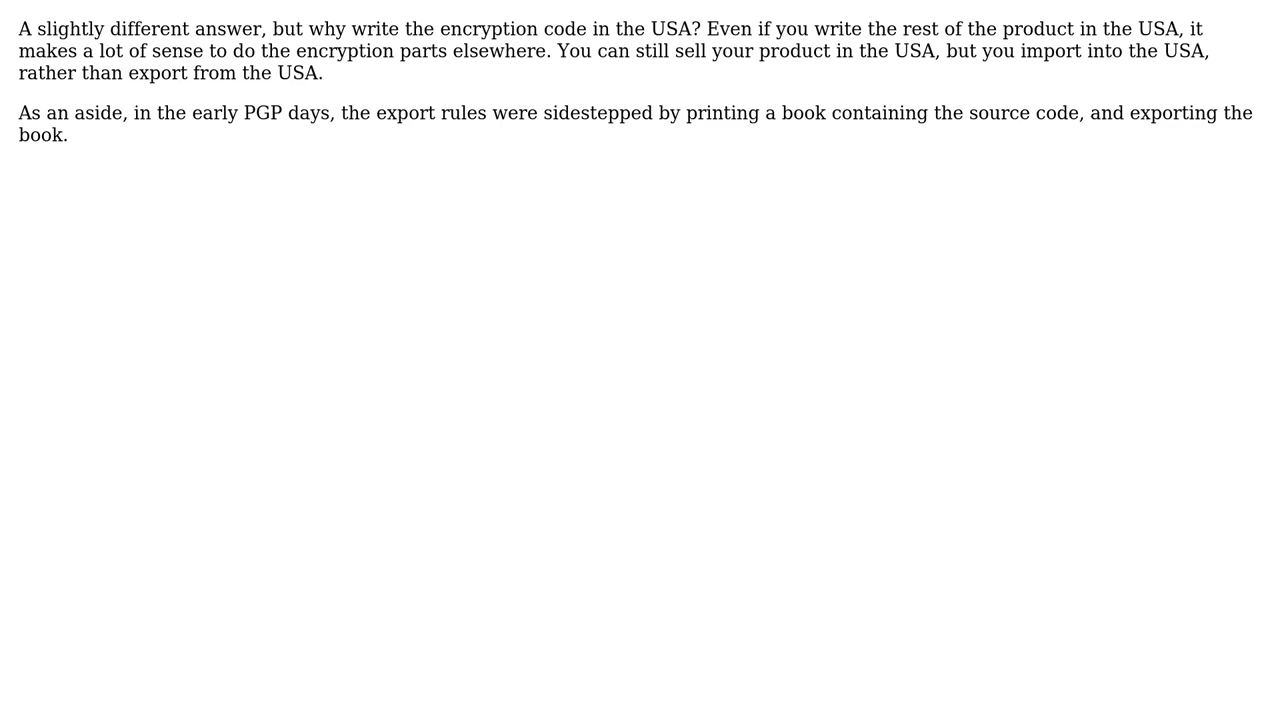 A slightly different answer, but why write the encryption code in the USA? Even if you write the rest of the product in the USA, it
makes a lot of sense to do the encryption parts elsewhere. You can still sell your product in the USA, but you import into the USA,
rather than export from the USA.
As an aside, in the early PGP days, the export rules were sidestepped by printing a book containing the source code, and exporting the
book.